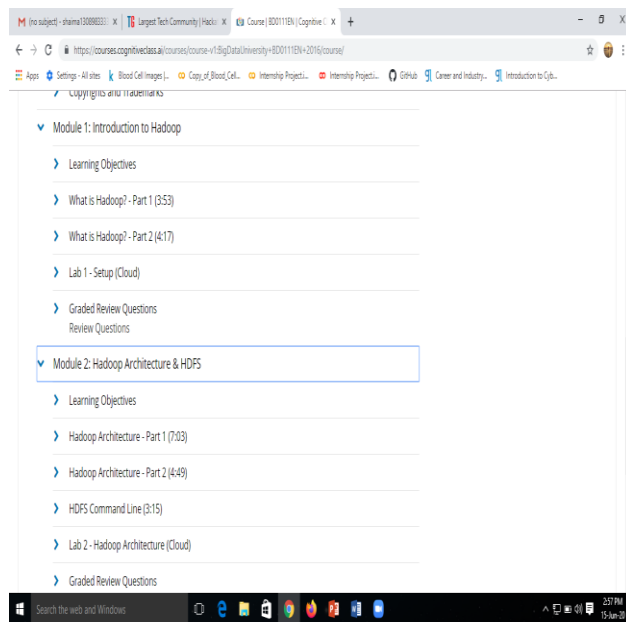 (no subject) - shaima130898333 X Largest Tech Community | Hacke X Course | BD0111EN | Cognitive C X +
https://courses.cognitiveclass.ai/courses/course-v1:BigDataUniversity+BD0111EN+2016/course/
Apps Settings - All sites Blood Cell Images |... Copy_of_Blood_Cell... Internship Projecti... Internship Projecti... GitHub Career and Industry... Introduction to Cyb...
Copyrights and Trademarks
Module 1: Introduction to Hadoop
Learning Objectives
What is Hadoop? - Part 1 (3:53)
What is Hadoop? - Part 2 (4:17)
Lab 1 - Setup (Cloud)
Graded Review Questions
Review Questions
Module 2: Hadoop Architecture & HDFS
Learning Objectives
Hadoop Architecture - Part 1 (7:03)
Hadoop Architecture - Part 2 (4:49)
HDFS Command Line (3:15)
Lab 2 - Hadoop Architecture (Cloud)
Graded Review Questions
Search the web and Windows
2:57 PM
15-Jun-20